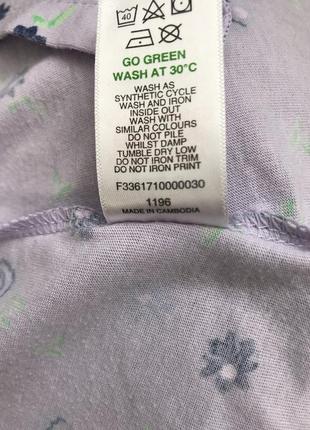 40
GO GREEN
WASH AT 30°C
WASH AS
SYNTHETIC CYCLE
WASH AND IRON
INSIDE OUT
WASH WITH
SIMILAR COLOURS
DO NOT PILE
WHILST DAMP
TUMBLE DRY LOW
DO NOT IRON TRIM
DO NOT IRON PRINT
F3361710000030
1196
MADE IN CAMBODIA